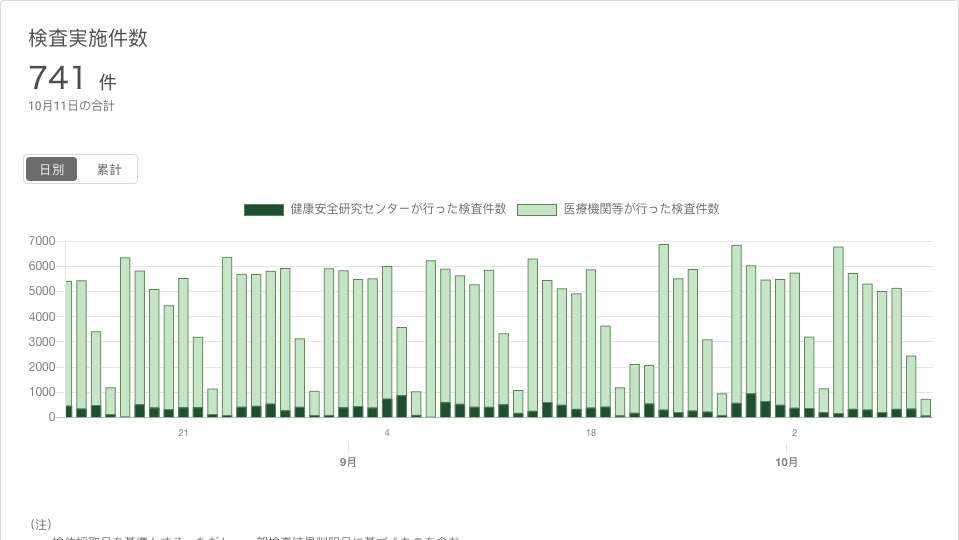 検査実施件数
741 件
10月11日の合計
日別 累計
健康安全研究センターが行った検査件数 医療機関等が行った検査件数
7000
6000
5000
4000
3000
2000
1000
0
21 4 18 2
9月 10月
（注）